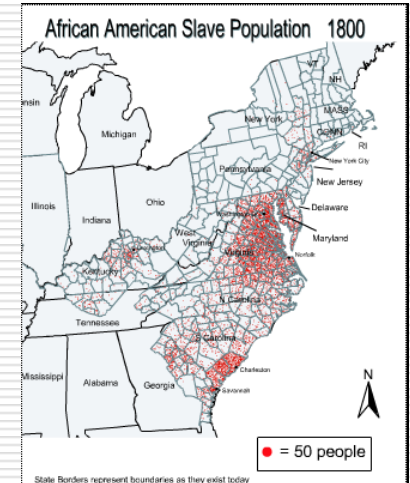 African American Slave Population 1800
VT
NH
MASS
New York
CONN
RI
New York City
Michigan
Pennsylvania
New Jersey
Illinois
Indiana
Ohio
Delaware
West
Virginia
Maryland
Virginia
Norfolk
Kentucky
N Carolina
Tennessee
S Carolina
Mississippi
Alabama
Georgia
Charleston
Savannah
N
= 50 people
State Borders represent boundaries as they exist today